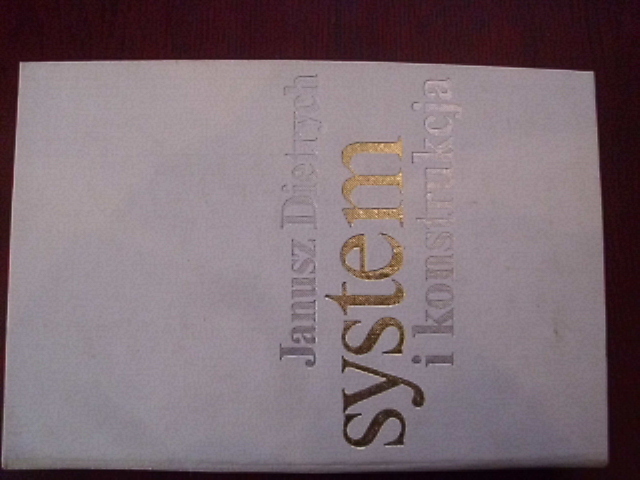 Janusz Dietrych
system
i konstrukcja